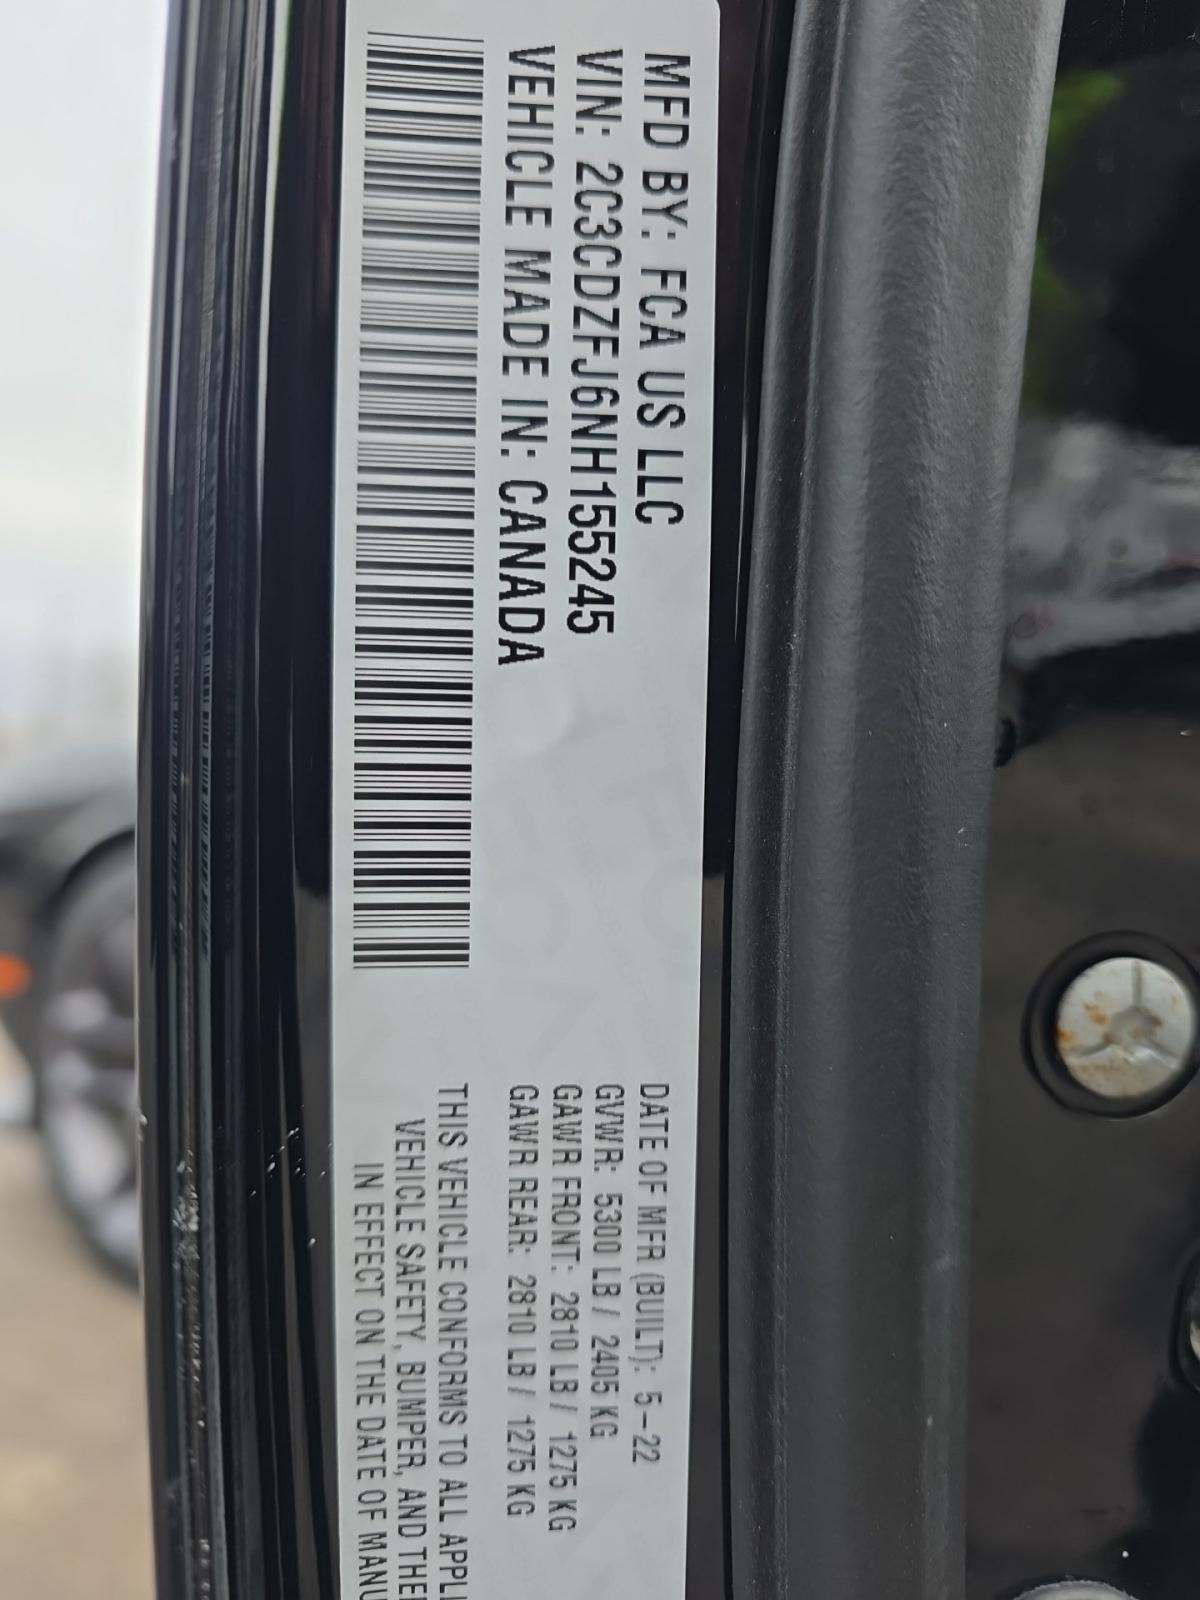 MFD BY: FCA US LLC
VIN: 2C3CDZFJ6NH155245
VEHICLE MADE IN: CANADA
DATE OF MFR (BUILT): 5-22
GVWR: 5300 LB / 2405 KG
GAWR FRONT: 2810 LB / 1275 KG
GAWR REAR: 2810 LB / 1275 KG
THIS VEHICLE CONFORMS TO ALL APPLI
VEHICLE SAFETY, BUMPER, AND THEF
IN EFFECT ON THE DATE OF MANU